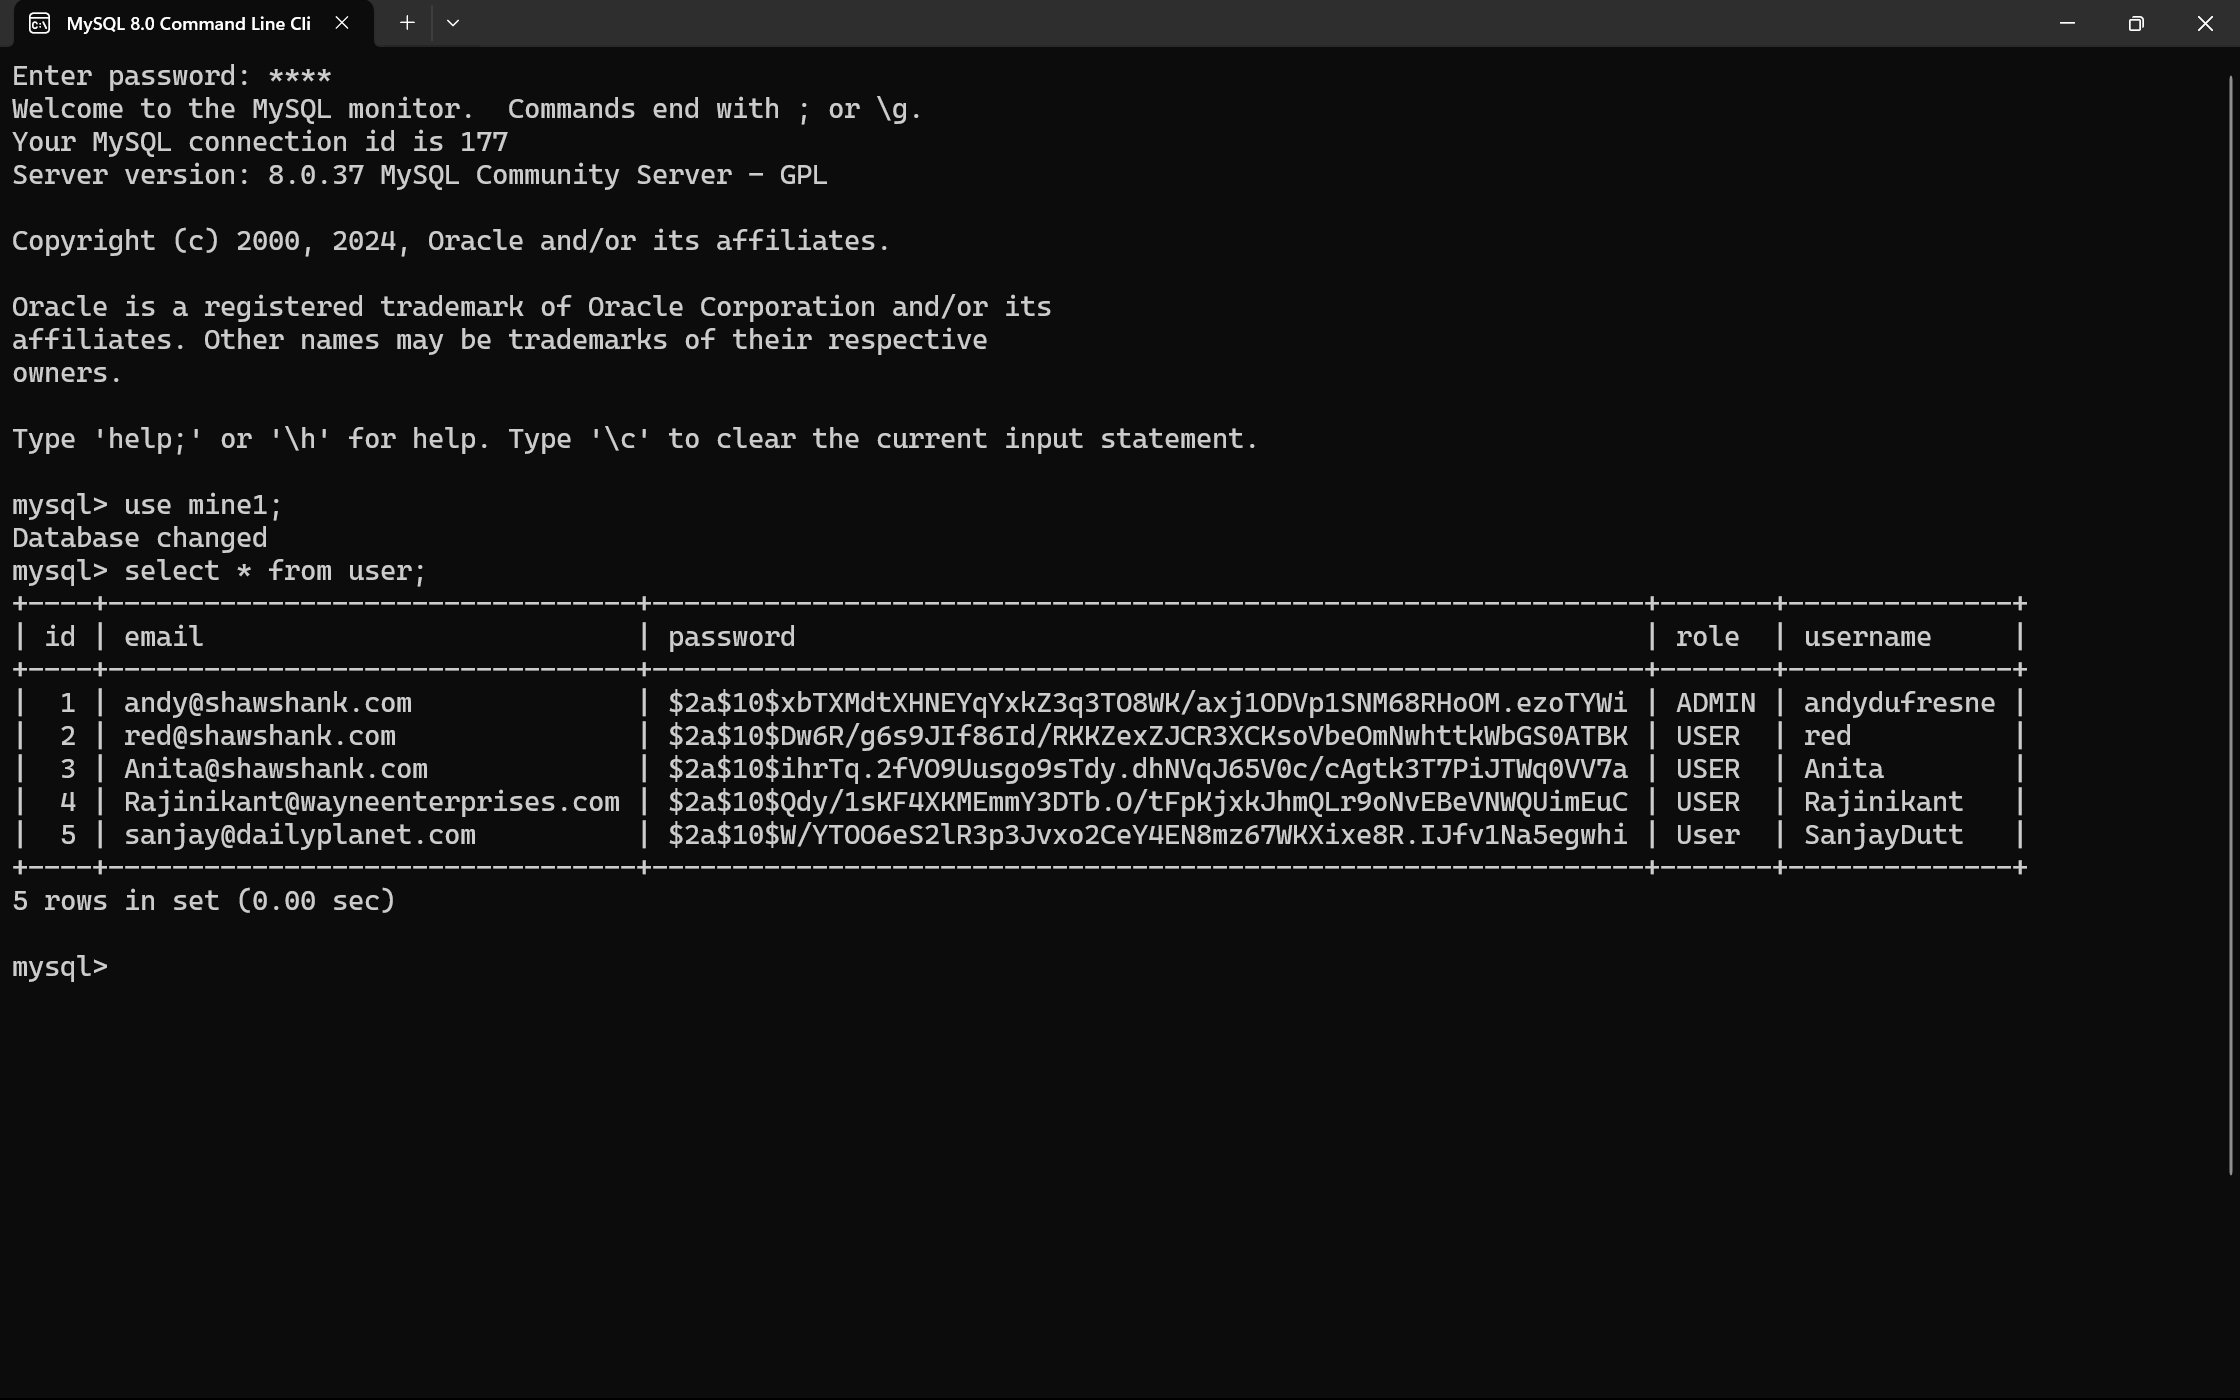 MySQL 8.0 Command Line Cli
Enter password: ****
Welcome to the MySQL monitor.  Commands end with ; or \g.
Your MySQL connection id is 177
Server version: 8.0.37 MySQL Community Server - GPL
Copyright (c) 2000, 2024, Oracle and/or its affiliates.
Oracle is a registered trademark of Oracle Corporation and/or its
affiliates. Other names may be trademarks of their respective
owners.
Type 'help;' or '\h' for help. Type '\c' to clear the current input statement.
mysql> use mine1;
Database changed
mysql> select * from user;
+----+---------------------------------+--------------------------------------------------------------+-------+--------------+
| id | email                           | password                                                     | role  | username     |
+----+---------------------------------+--------------------------------------------------------------+-------+--------------+
|  1 | andy@shawshank.com              | $2a$10$xbTXMdtXHNEYqYxkZ3q3TO8WK/axj1ODVp1SNM68RHoOM.ezoTYWi | ADMIN | andydufresne |
|  2 | red@shawshank.com               | $2a$10$Dw6R/g6s9JIf86Id/RKKZexZJCR3XCKsoVbeOmNwhttkWbGS0ATBK | USER  | red          |
|  3 | Anita@shawshank.com             | $2a$10$ihrTq.2fVO9Uusgo9sTdy.dhNVqJ65V0c/cAgtk3T7PiJTWq0VV7a | USER  | Anita        |
|  4 | Rajinikant@wayneenterprises.com | $2a$10$Qdy/1sKF4XKMEmmY3DTb.O/tFpKjxkJhmQLr9oNvEBeVNWQUimEuC | USER  | Rajinikant   |
|  5 | sanjay@dailyplanet.com          | $2a$10$W/YTOO6eS2lR3p3Jvxo2CeY4EN8mz67WKXixe8R.IJfv1Na5egwhi | User  | SanjayDutt   |
+----+---------------------------------+--------------------------------------------------------------+-------+--------------+
5 rows in set (0.00 sec)
mysql>